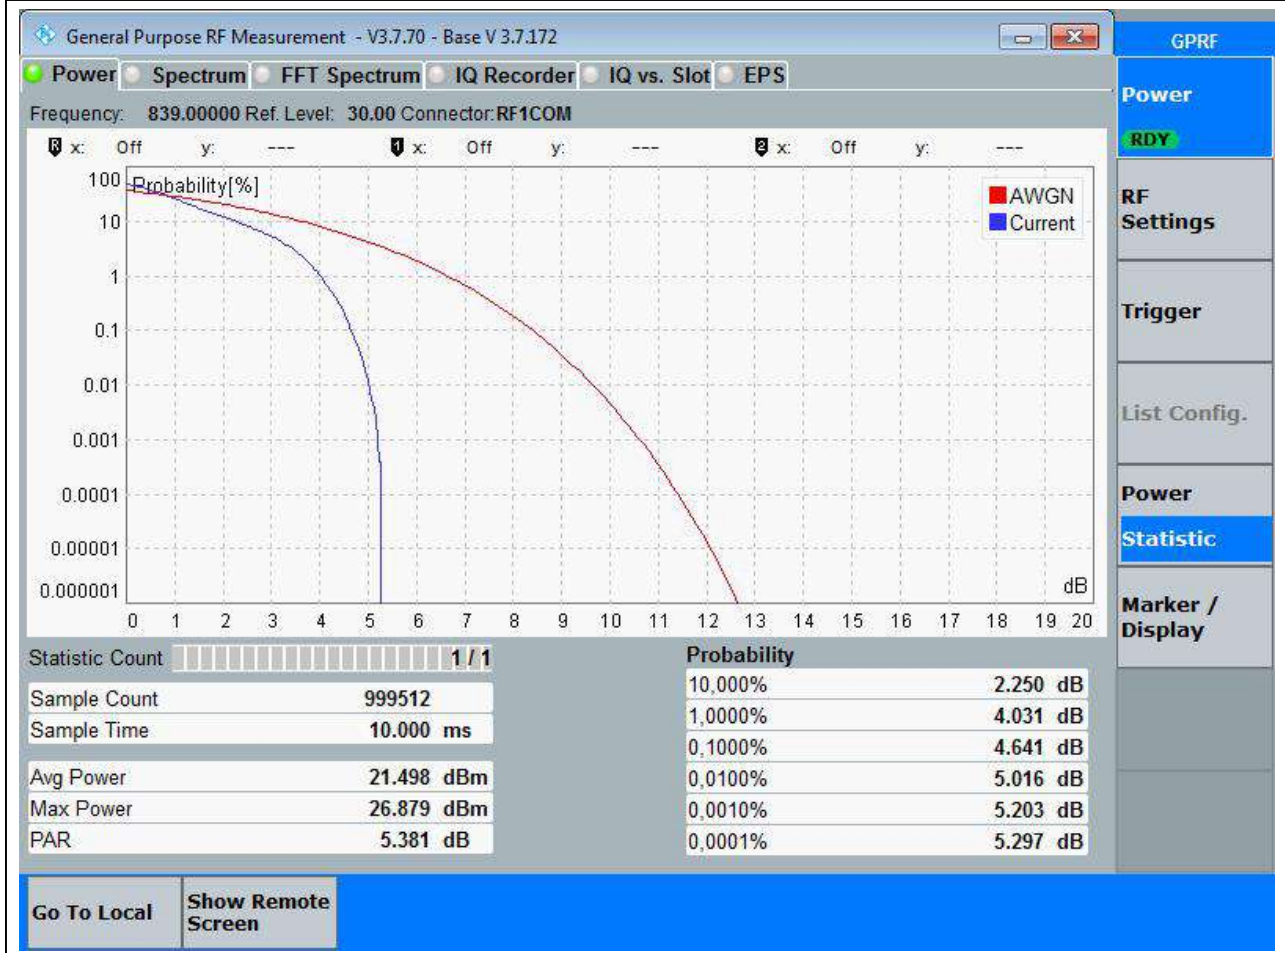 General Purpose RF Measurement - V3.7.70 - Base V 3.7.172
GPRF
Power Spectrum FFT Spectrum IQ Recorder IQ vs. Slot EPS
Frequency: 839.00000 Ref. Level: 30.00 Connector: RF1COM
R x: Off y: --- 1 x: Off y: --- 2 x: Off y: ---
Probability[%]
100
10
1
0.1
0.01
0.001
0.0001
0.00001
0.000001
AWGN
Current
dB
0 1 2 3 4 5 6 7 8 9 10 11 12 13 14 15 16 17 18 19 20
Statistic Count 1 / 1
Sample Count 999512
Sample Time 10.000 ms
Avg Power 21.498 dBm
Max Power 26.879 dBm
PAR 5.381 dB
Probability
10,000% 2.250 dB
1,0000% 4.031 dB
0,1000% 4.641 dB
0,0100% 5.016 dB
0,0010% 5.203 dB
0,0001% 5.297 dB
Power
RDY
RF
Settings
Trigger
List Config.
Power
Statistic
Marker /
Display
Go To Local
Show Remote
Screen